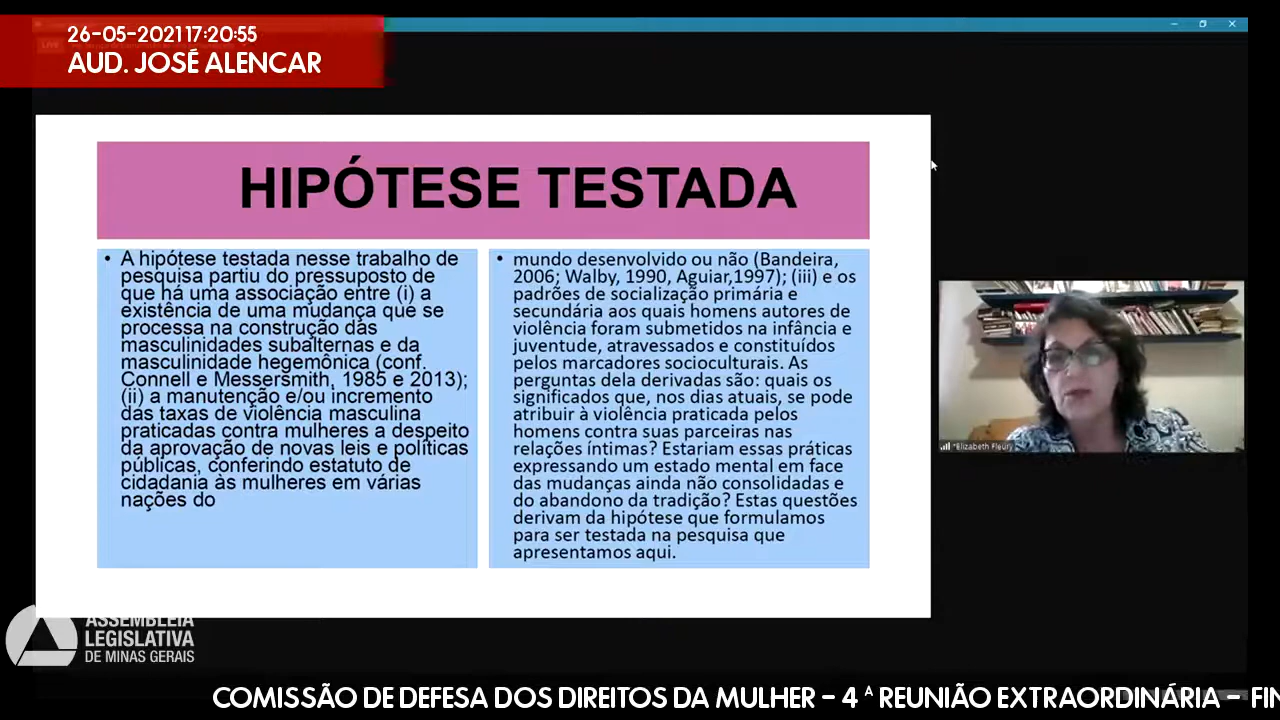 26-05-2021 17:20:55
AUD. JOSÉ ALENCAR
HIPÓTESE TESTADA
• A hipótese testada nesse trabalho de
pesquisa partiu do pressuposto de
que há uma associação entre (i) a
existência de uma mudança que se
processa na construção das
masculinidades subalternas e da
masculinidade hegemônica (conf.
Connell e Messersmith, 1985 e 2013);
(ii) a manutenção e/ou incremento
das taxas de violência masculina
praticadas contra mulheres a despeito
da aprovação de novas leis e políticas
públicas, conferindo estatuto de
cidadania às mulheres em várias
nações do
• mundo desenvolvido ou não (Bandeira,
2006; Walby, 1990, Aguiar,1997); (iii) e os
padrões de socialização primária e
secundária aos quais homens autores de
violência foram submetidos na infância e
juventude, atravessados e constituídos
pelos marcadores socioculturais. As
perguntas dela derivadas são: quais os
significados que, nos dias atuais, se pode
atribuir à violência praticada pelos
homens contra suas parceiras nas
relações íntimas? Estariam essas práticas
expressando um estado mental em face
das mudanças ainda não consolidadas e
do abandono da tradição? Estas questões
derivam da hipótese que formulamos
para ser testada na pesquisa que
apresentamos aqui.
*Elizabeth Fleury
ASSEMBLEIA
LEGISLATIVA
DE MINAS GERAIS
COMISSÃO DE DEFESA DOS DIREITOS DA MULHER – 4 ª REUNIÃO EXTRAORDINÁRIA – FIN